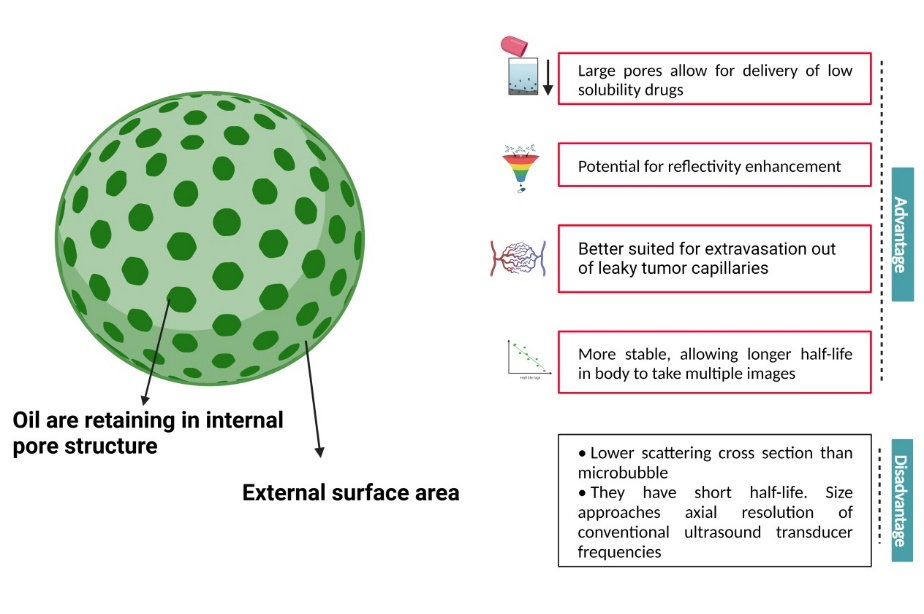 Large pores allow for delivery of low
solubility drugs
Potential for reflectivity enhancement
Better suited for extravasation out
of leaky tumor capillaries
More stable, allowing longer half-life
in body to take multiple images
Advantage
Oil are retaining in internal
pore structure
External surface area
• Lower scattering cross section than
microbubble
• They have short half-life. Size
approaches axial resolution of
conventional ultrasound transducer
frequencies
Disadvantage